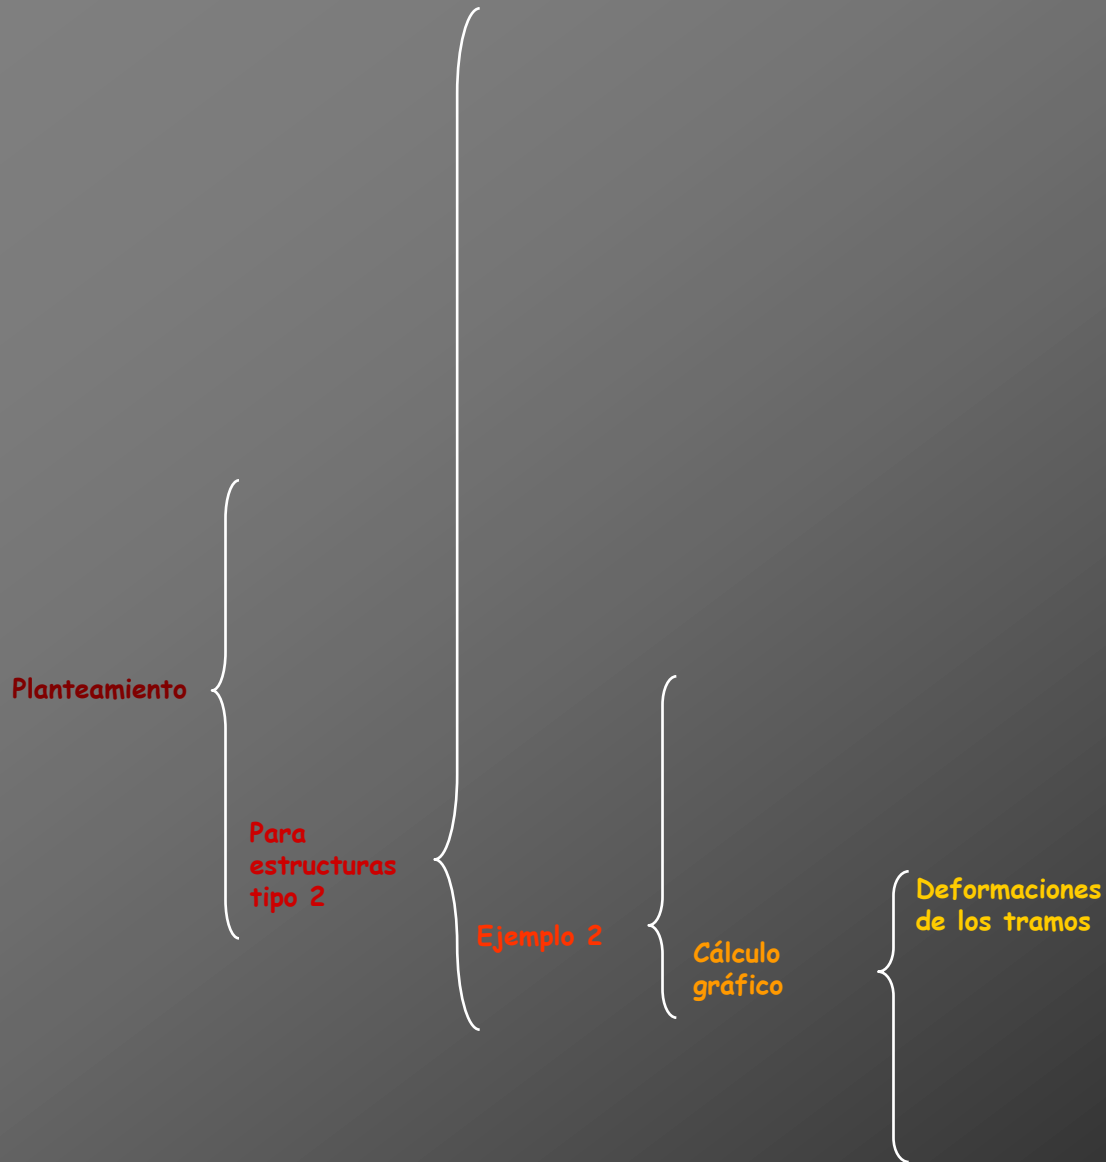 Planteamiento
Para
estructuras
tipo 2
Ejemplo 2
Cálculo
gráfico
Deformaciones
de los tramos